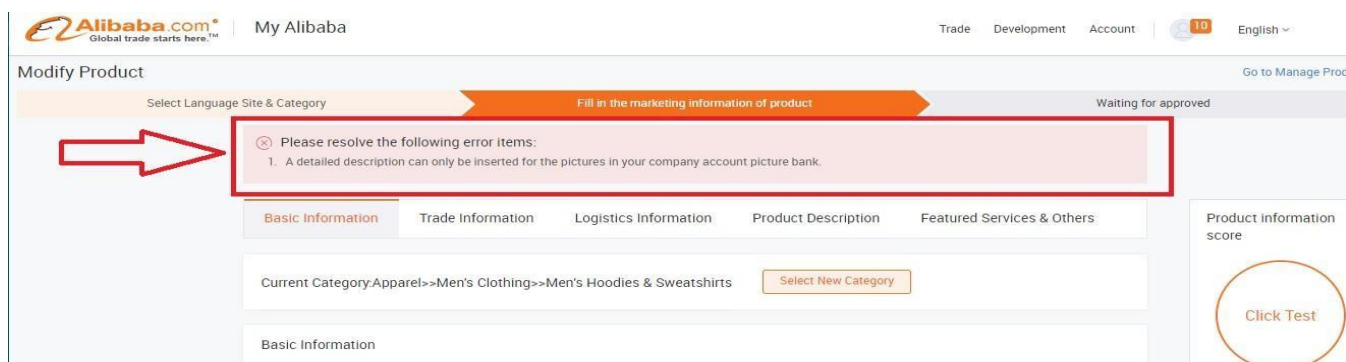 Alibaba.com®
Global trade starts here.™
My Alibaba
Trade Development Account 10 English
Modify Product
Go to Manage Prod
Select Language Site & Category
Fill in the marketing information of product
Waiting for approved
Please resolve the following error items:
1. A detailed description can only be inserted for the pictures in your company account picture bank.
Basic Information Trade Information Logistics Information Product Description Featured Services & Others
Product information
score
Current Category:Apparel>>Men's Clothing>>Men's Hoodies & Sweatshirts Select New Category
Click Test
Basic Information